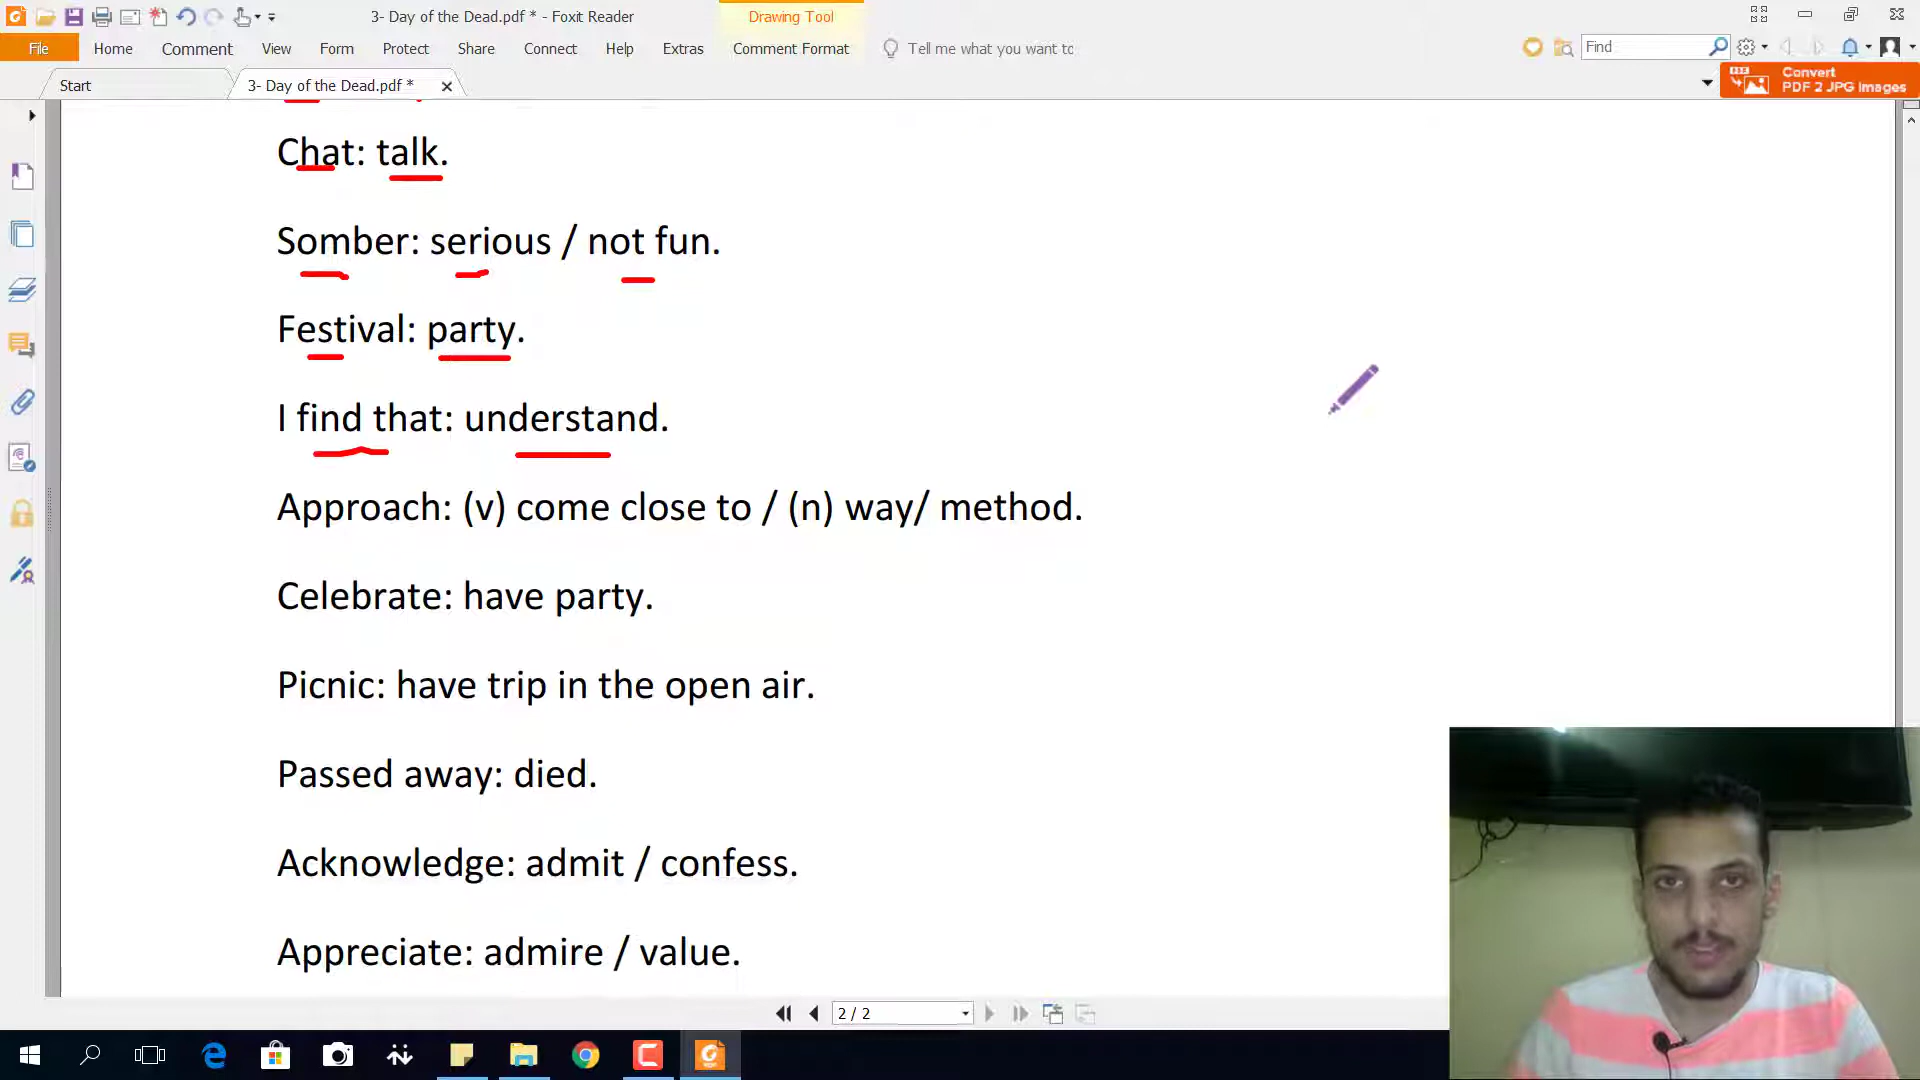 3- Day of the Dead.pdf * - Foxit Reader
Drawing Tool
File
Home
Comment
View
Form
Protect
Share
Connect
Help
Extras
Comment Format
Tell me what you want to
Find
Start
3- Day of the Dead.pdf *
Convert
PDF 2 JPG Images
Chat: talk.
Somber: serious / not fun.
Festival: party.
I find that: understand.
Approach: (v) come close to / (n) way/ method.
Celebrate: have party.
Picnic: have trip in the open air.
Passed away: died.
Acknowledge: admit / confess.
Appreciate: admire / value.
2 / 2